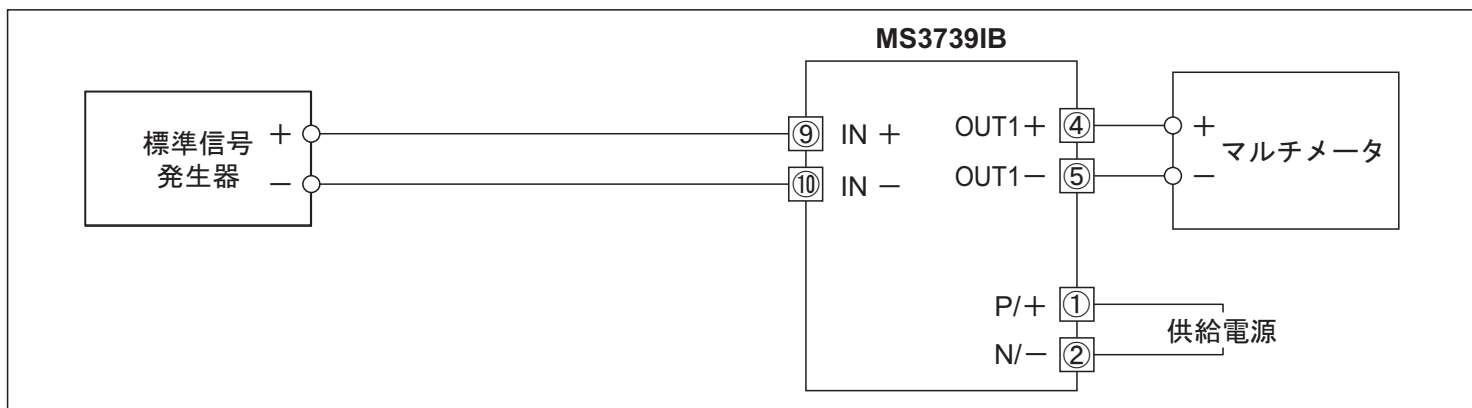 MS3739IB
標準信号
発生器
+
−
⑨ IN +
⑩ IN −
OUT1+ ④
OUT1− ⑤
+
−
マルチメータ
P/+ ①
N/− ②
供給電源